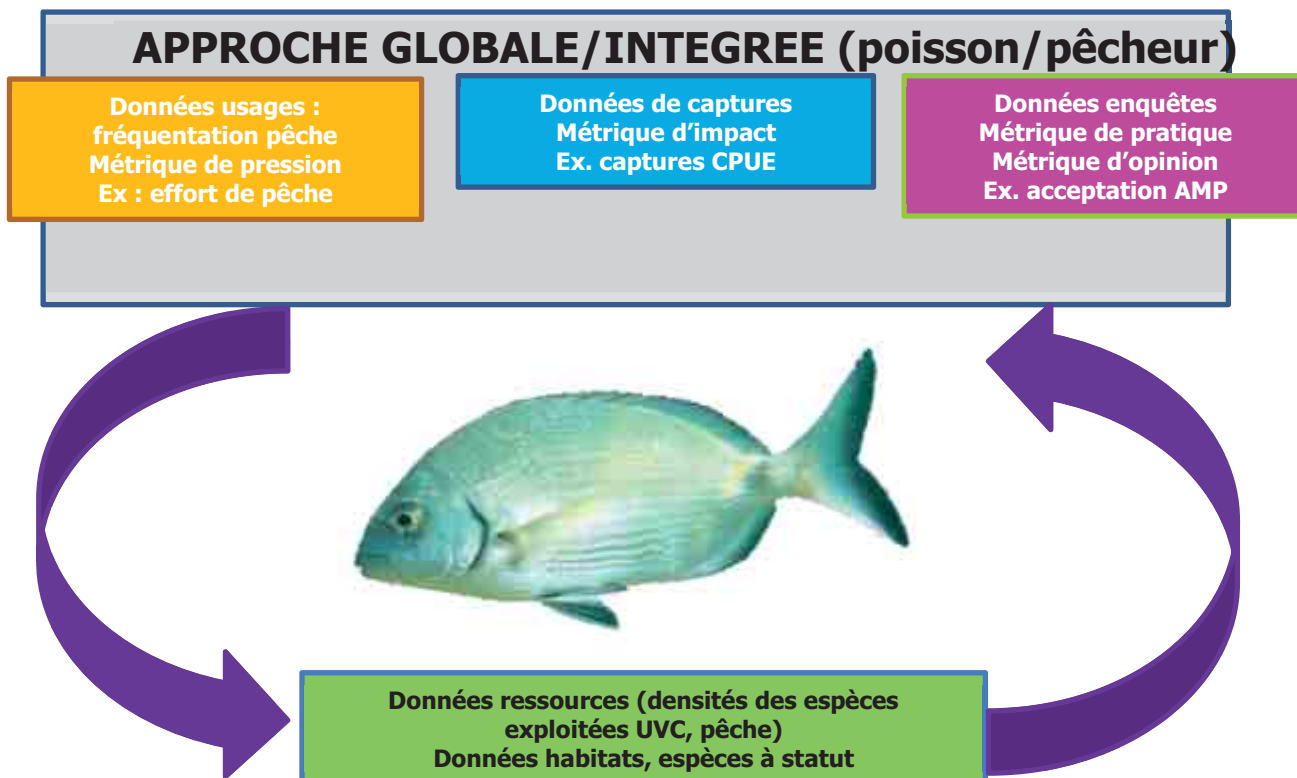 APPROCHE GLOBALE/INTEGREE (poisson/pêcheur)
Données usages :
fréquentation pêche
Métrique de pression
Ex : effort de pêche
Données de captures
Métrique d’impact
Ex. captures CPUE
Données enquêtes
Métrique de pratique
Métrique d’opinion
Ex. acceptation AMP
Données ressources (densités des espèces
exploitées UVC, pêche)
Données habitats, espèces à statut